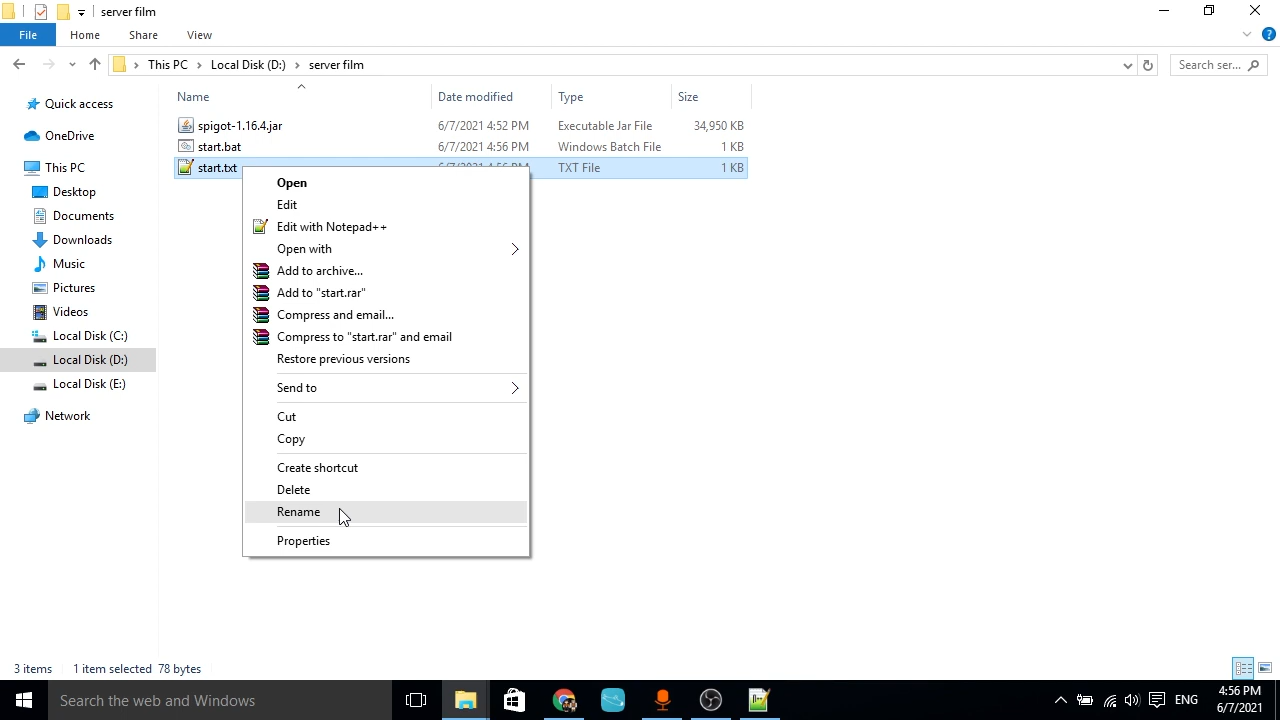 server film
File Home Share View
This PC Local Disk (D:) server film Search ser...
Name Date modified Type Size
Quick access
OneDrive
This PC
Desktop
Documents
Downloads
Music
Pictures
Videos
Local Disk (C:)
Local Disk (D:)
Local Disk (E:)
Network
spigot-1.16.4.jar 6/7/2021 4:52 PM Executable Jar File 34,950 KB
start.bat 6/7/2021 4:56 PM Windows Batch File 1 KB
start.txt 6/7/2021 4:56 PM TXT File 1 KB
Open
Edit
Edit with Notepad++
Open with
Add to archive...
Add to "start.rar"
Compress and email...
Compress to "start.rar" and email
Restore previous versions
Send to
Cut
Copy
Create shortcut
Delete
Rename
Properties
3 items 1 item selected 78 bytes
Search the web and Windows
ENG
4:56 PM
6/7/2021